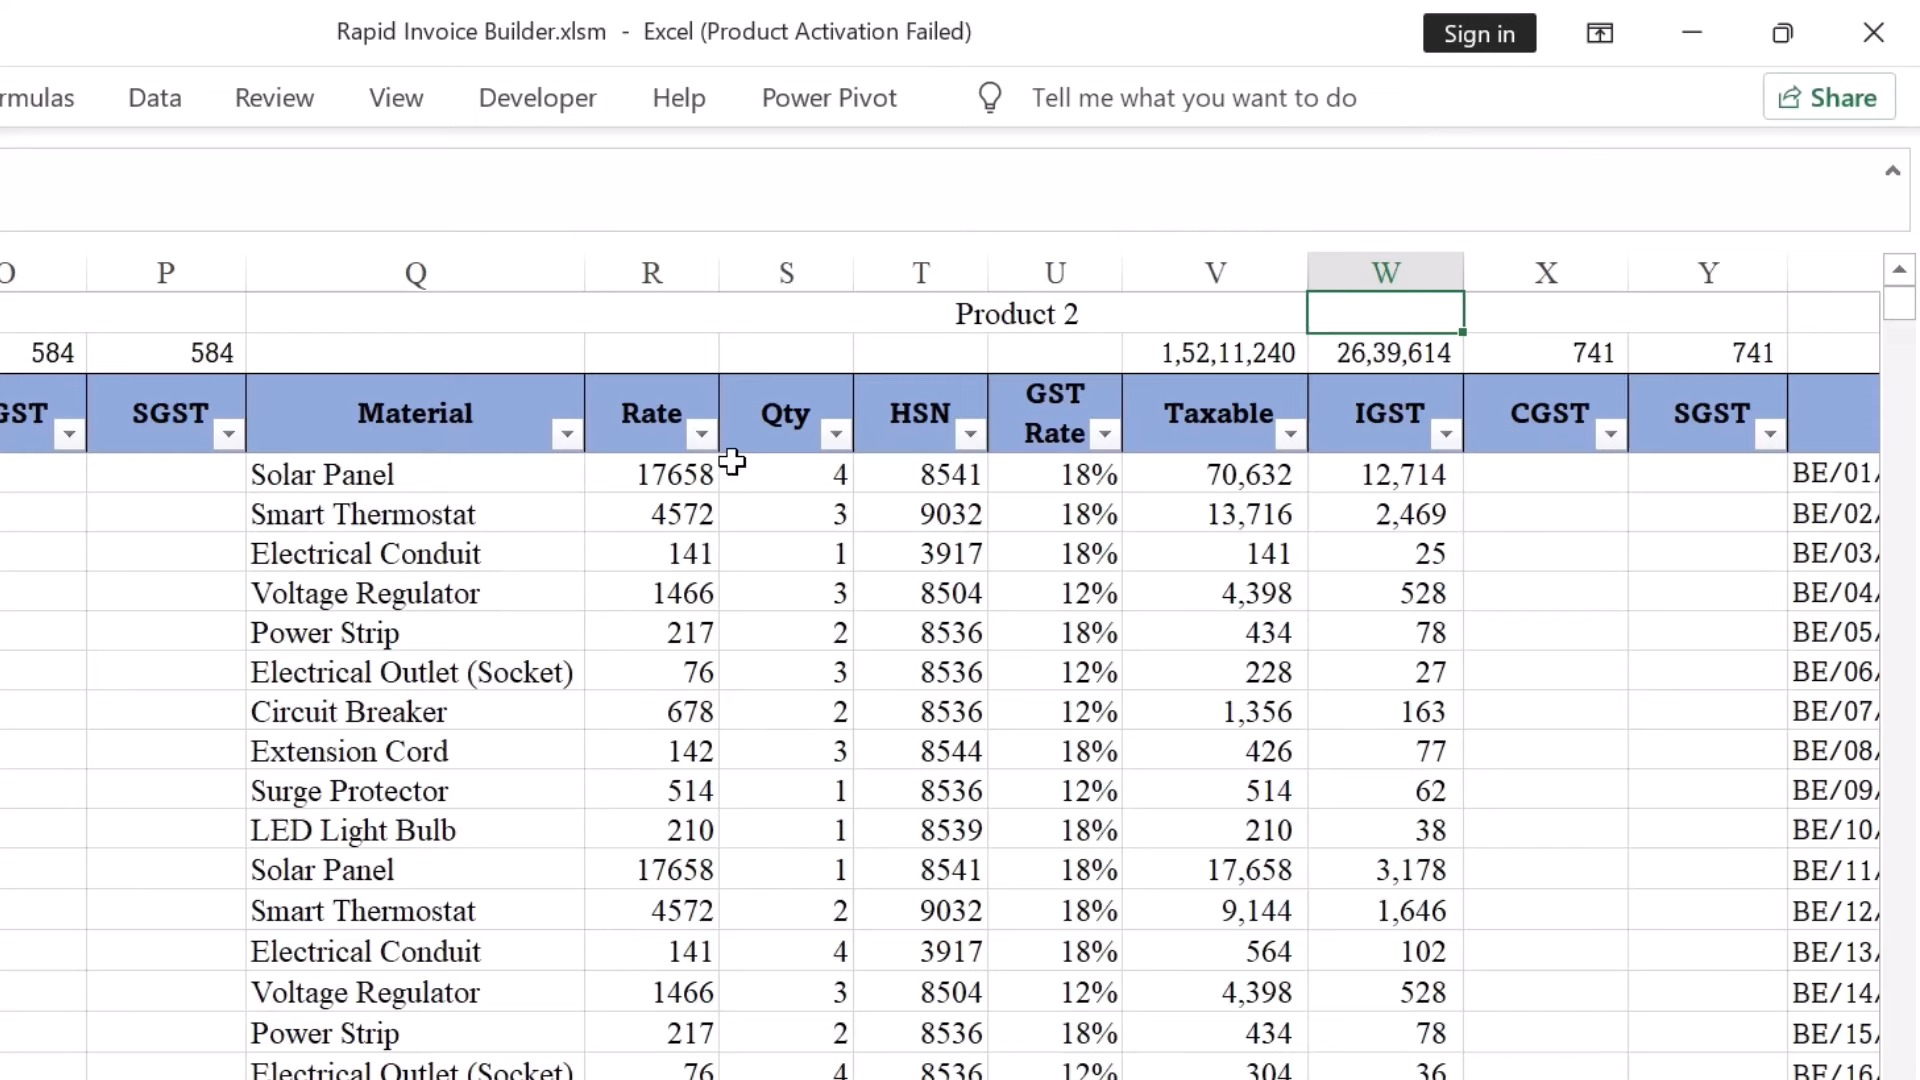 Rapid Invoice Builder.xlsm - Excel (Product Activation Failed) Sign in
rmulas Data Review View Developer Help Power Pivot Tell me what you want to do Share
O P Q R S T U V W X Y
Product 2
584 584 1,52,11,240 26,39,614 741 741
GST SGST Material Rate Qty HSN GST Rate Taxable IGST CGST SGST
Solar Panel 17658 4 8541 18% 70,632 12,714 BE/01/
Smart Thermostat 4572 3 9032 18% 13,716 2,469 BE/02/
Electrical Conduit 141 1 3917 18% 141 25 BE/03/
Voltage Regulator 1466 3 8504 12% 4,398 528 BE/04/
Power Strip 217 2 8536 18% 434 78 BE/05/
Electrical Outlet (Socket) 76 3 8536 12% 228 27 BE/06/
Circuit Breaker 678 2 8536 12% 1,356 163 BE/07/
Extension Cord 142 3 8544 18% 426 77 BE/08/
Surge Protector 514 1 8536 12% 514 62 BE/09/
LED Light Bulb 210 1 8539 18% 210 38 BE/10/
Solar Panel 17658 1 8541 18% 17,658 3,178 BE/11/
Smart Thermostat 4572 2 9032 18% 9,144 1,646 BE/12/
Electrical Conduit 141 4 3917 18% 564 102 BE/13/
Voltage Regulator 1466 3 8504 12% 4,398 528 BE/14/
Power Strip 217 2 8536 18% 434 78 BE/15/
Electrical Outlet (Socket) 76 4 8536 12% 304 36 BE/16/